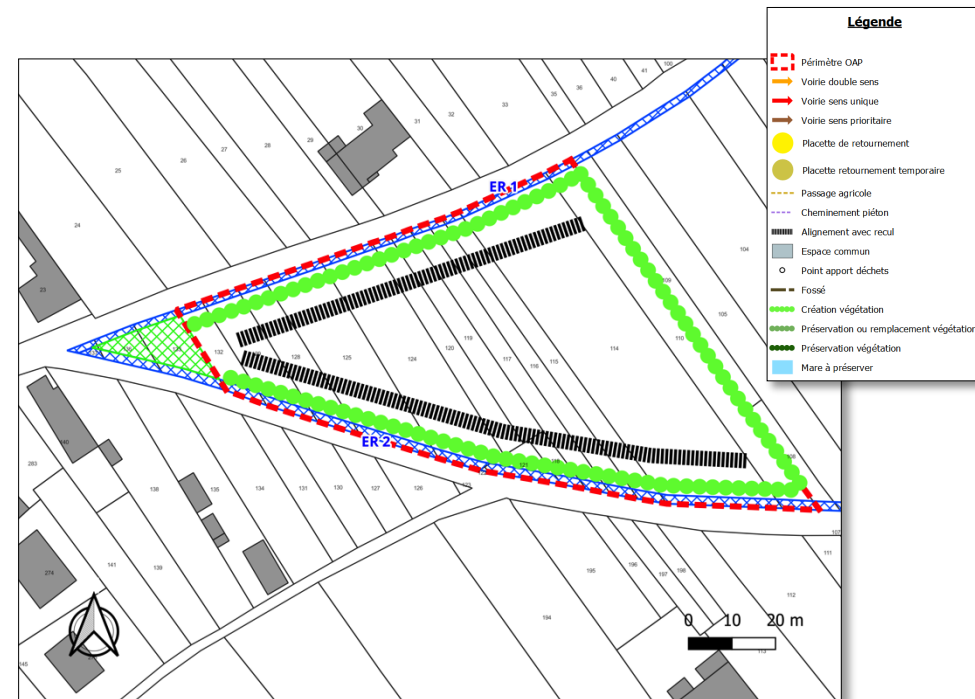 Légende
Périmètre OAP
Voirie double sens
Voirie sens unique
Voirie sens prioritaire
Placette de retournement
Placette retournement temporaire
Passage agricole
Cheminement piéton
Alignement avec recul
Espace commun
Point apport déchets
Fossé
Création végétation
Préservation ou remplacement végétation
Préservation végétation
Mare à préserver
ER 1
ER 2
0 10 20 m
100
41
40
36
35
33
32
31
30
29
28
27
26
25
24
23
104
105
109
110
114
115
116
117
119
120
124
125
128
132
108
111
112
113
121
126
127
130
131
134
135
138
139
141
283
274
145
194
195
196
197
198